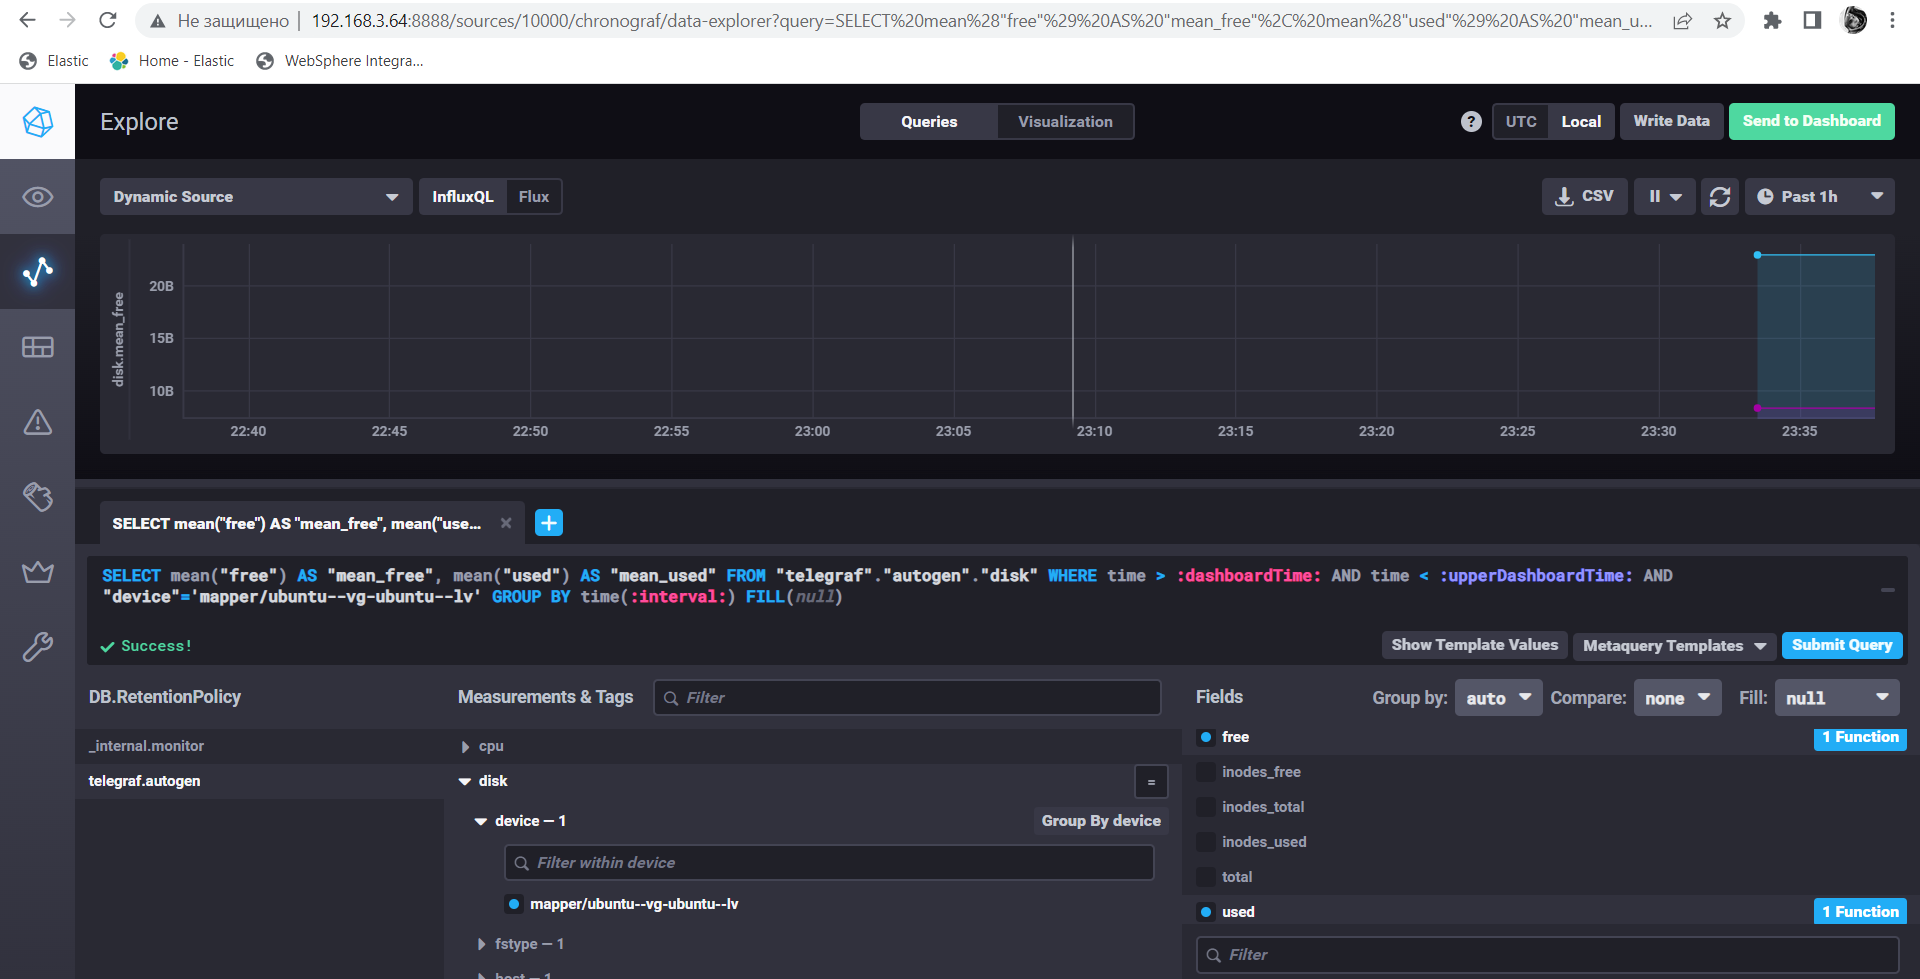 Не защищено
192.168.3.64:8888/sources/10000/chronograf/data-explorer?query=SELECT%20mean%28"free"%29%20AS%20"mean_free"%2C%20mean%28"used"%29%20AS%20"mean_u...
Elastic
Home - Elastic
WebSphere Integra...
Explore
Queries
Visualization
?
UTC
Local
Write Data
Send to Dashboard
Dynamic Source
InfluxQL
Flux
CSV
Past 1h
disk.mean_free
20B
15B
10B
22:40
22:45
22:50
22:55
23:00
23:05
23:10
23:15
23:20
23:25
23:30
23:35
SELECT mean("free") AS "mean_free", mean("use...
SELECT mean("free") AS "mean_free", mean("used") AS "mean_used" FROM "telegraf"."autogen"."disk" WHERE time > :dashboardTime: AND time < :upperDashboardTime: AND
"device"='mapper/ubuntu--vg-ubuntu--lv' GROUP BY time(:interval:) FILL(null)
Success!
Show Template Values
Metaquery Templates
Submit Query
DB.RetentionPolicy
Measurements & Tags
Filter
Fields
Group by:
auto
Compare:
none
Fill:
null
_internal.monitor
telegraf.autogen
cpu
disk
=
device — 1
Group By device
Filter within device
mapper/ubuntu--vg-ubuntu--lv
fstype — 1
host — 1
free
1 Function
inodes_free
inodes_total
inodes_used
total
used
1 Function
Filter